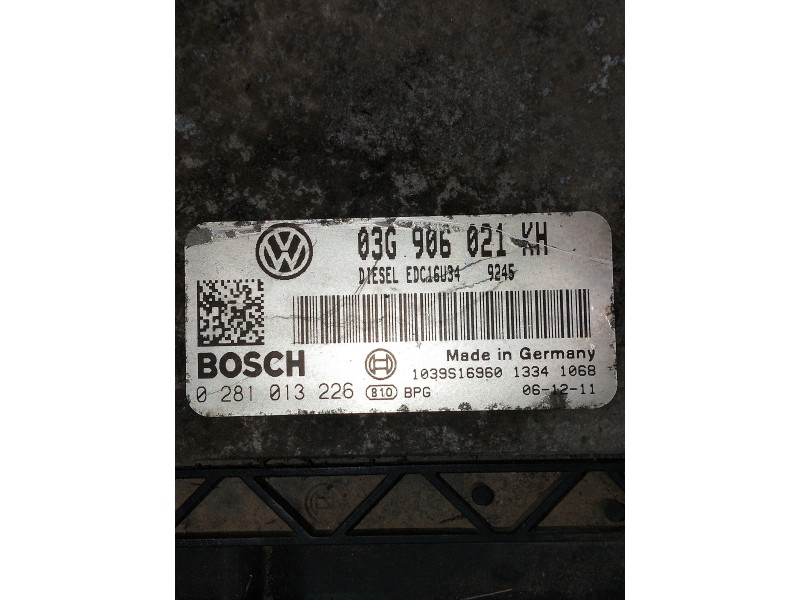 03G 906 021 KH
DIESEL EDC16U34 9245
BOSCH
Made in Germany
1039S16960 1334 1068
0 281 013 226 B10 BPG 06-12-11